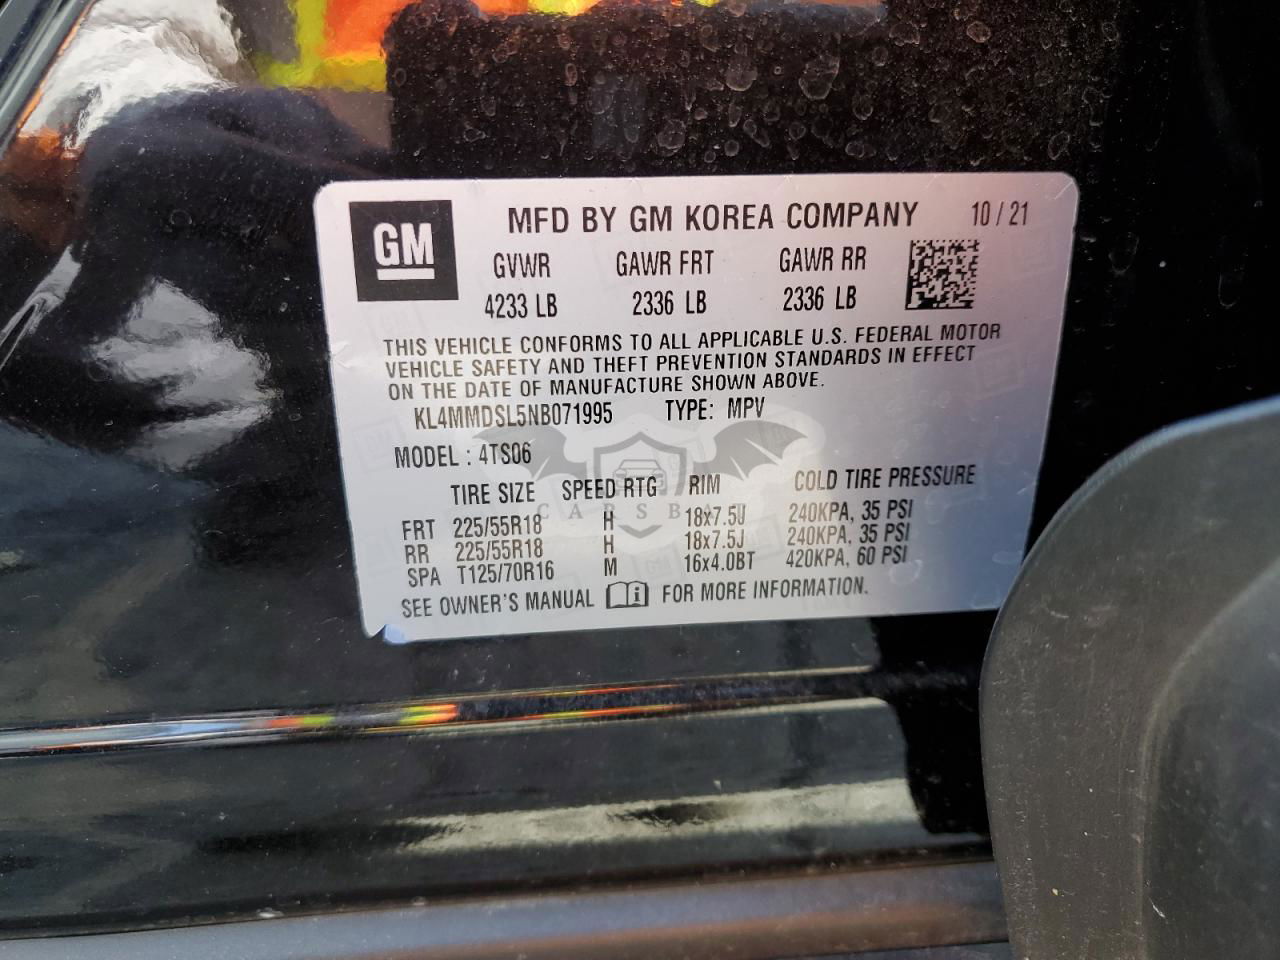 GM MFD BY GM KOREA COMPANY 10/21
GVWR GAWR FRT GAWR RR
4233 LB 2336 LB 2336 LB
THIS VEHICLE CONFORMS TO ALL APPLICABLE U.S. FEDERAL MOTOR
VEHICLE SAFETY AND THEFT PREVENTION STANDARDS IN EFFECT
ON THE DATE OF MANUFACTURE SHOWN ABOVE.
KL4MMDSL5NB071995 TYPE: MPV
MODEL : 4TS06
TIRE SIZE SPEED RTG RIM COLD TIRE PRESSURE
FRT 225/55R18 H 18x7.5J 240KPA, 35 PSI
RR 225/55R18 H 18x7.5J 240KPA, 35 PSI
SPA T125/70R16 M 16x4.0BT 420KPA, 60 PSI
SEE OWNER'S MANUAL i FOR MORE INFORMATION.